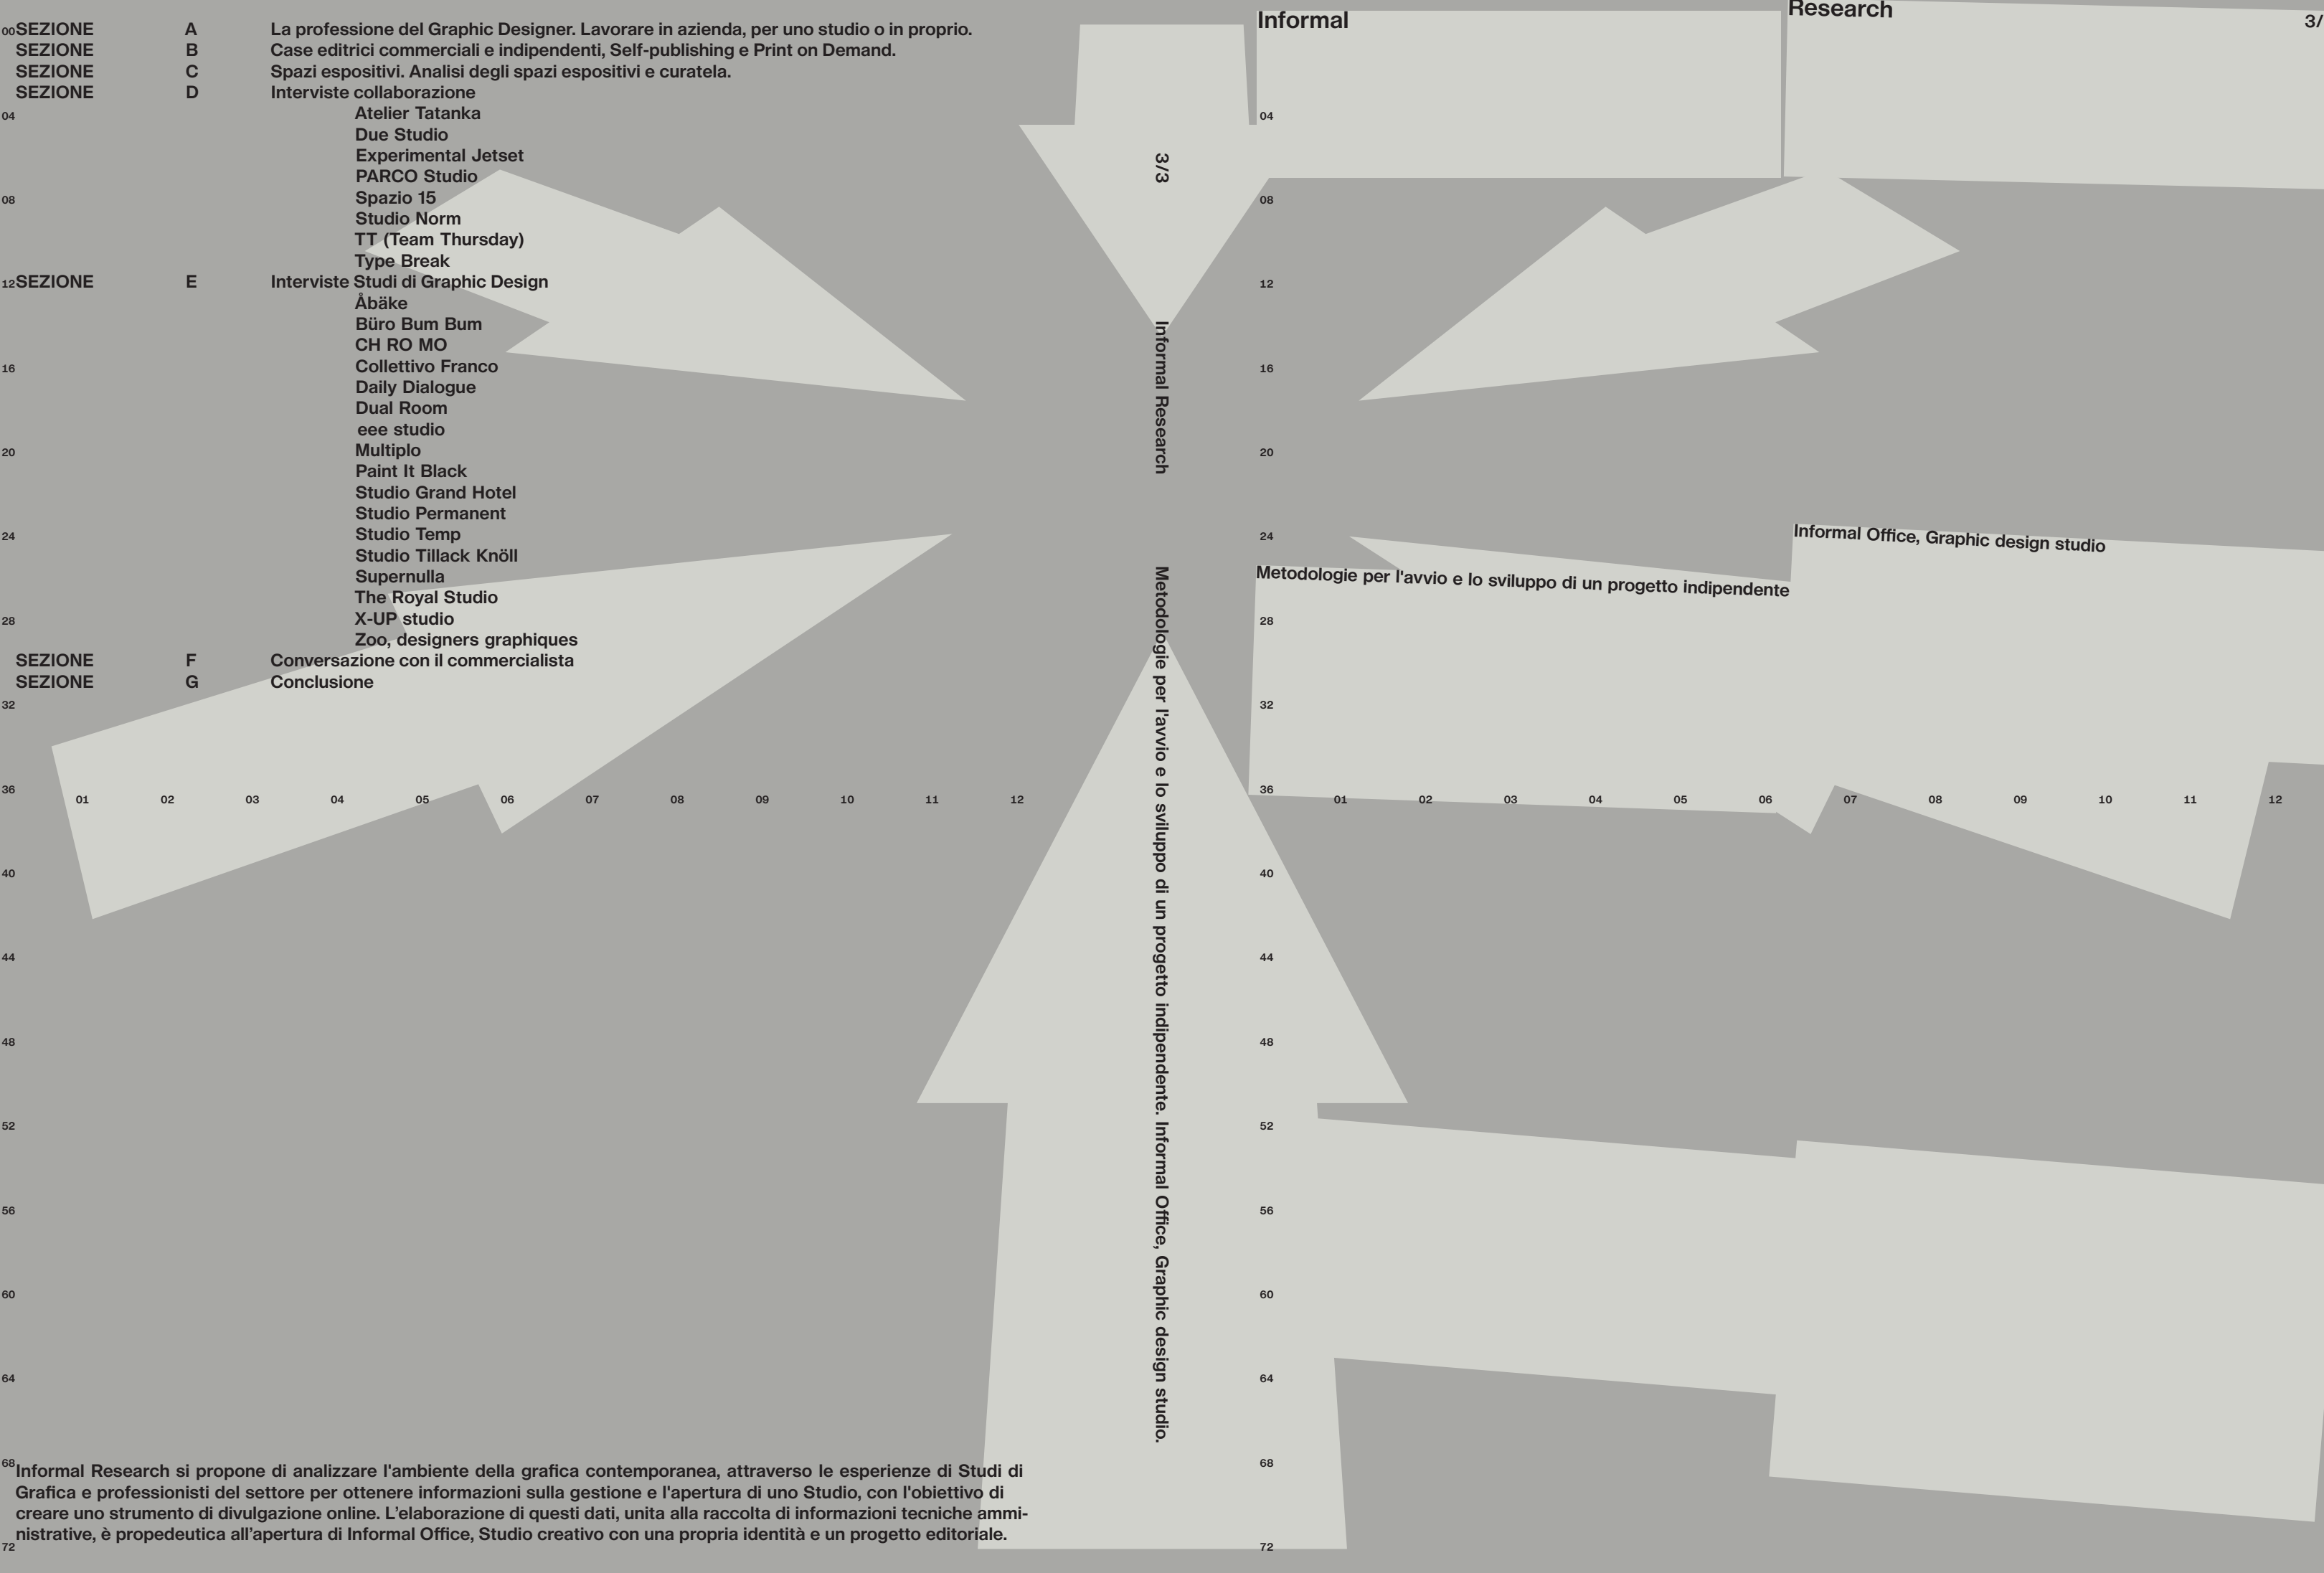 00
SEZIONE A La professione del Graphic Designer. Lavorare in azienda, per uno studio o in proprio.
SEZIONE B Case editrici commerciali e indipendenti, Self-publishing e Print on Demand.
SEZIONE C Spazi espositivi. Analisi degli spazi espositivi e curatela.
SEZIONE D Interviste collaborazione
04 Atelier Tatanka
Due Studio
Experimental Jetset
PARCO Studio
08 Spazio 15
Studio Norm
TT (Team Thursday)
Type Break
12
SEZIONE E Interviste Studi di Graphic Design
Åbäke
Büro Bum Bum
CH RO MO
16 Collettivo Franco
Daily Dialogue
Dual Room
eee studio
20 Multiplo
Paint It Black
Studio Grand Hotel
Studio Permanent
24 Studio Temp
Studio Tillack Knöll
Supernulla
The Royal Studio
28 X-UP studio
Zoo, designers graphiques
SEZIONE F Conversazione con il commercialista
SEZIONE G Conclusione
32
36
01 02 03 04 05 06 07 08 09 10 11 12
40
44
48
52
56
60
64
68
Informal Research si propone di analizzare l'ambiente della grafica contemporanea, attraverso le esperienze di Studi di
Grafica e professionisti del settore per ottenere informazioni sulla gestione e l'apertura di uno Studio, con l'obiettivo di
creare uno strumento di divulgazione online. L’elaborazione di questi dati, unita alla raccolta di informazioni tecniche ammi-
nistrative, è propedeutica all’apertura di Informal Office, Studio creativo con una propria identità e un progetto editoriale.
72
3/3
Informal Research
Metodologie per l'avvio e lo sviluppo di un progetto indipendente. Informal Office, Graphic design studio.
Informal
Research
3/
04
08
12
16
20
24
Informal Office, Graphic design studio
Metodologie per l'avvio e lo sviluppo di un progetto indipendente
28
32
36
01 02 03 04 05 06 07 08 09 10 11 12
40
44
48
52
56
60
64
68
72